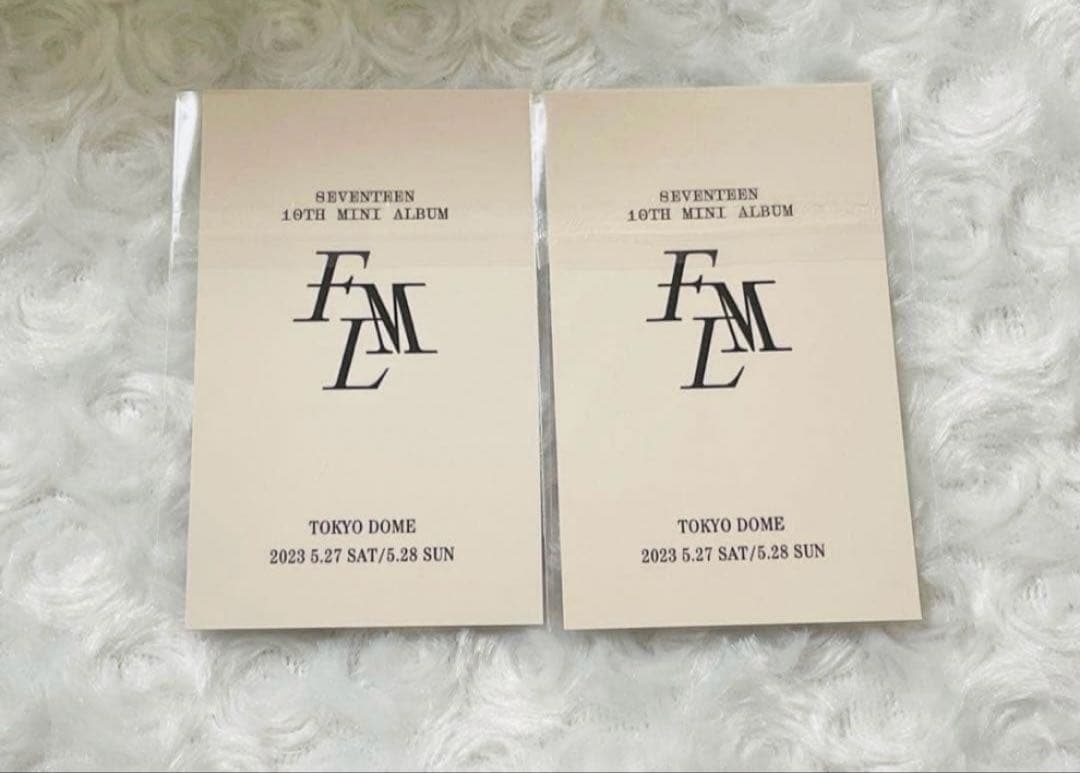 SEVENTEEN
10TH MINI ALBUM
FML
TOKYO DOME
2023 5.27 SAT/5.28 SUN
SEVENTEEN
10TH MINI ALBUM
FML
TOKYO DOME
2023 5.27 SAT/5.28 SUN